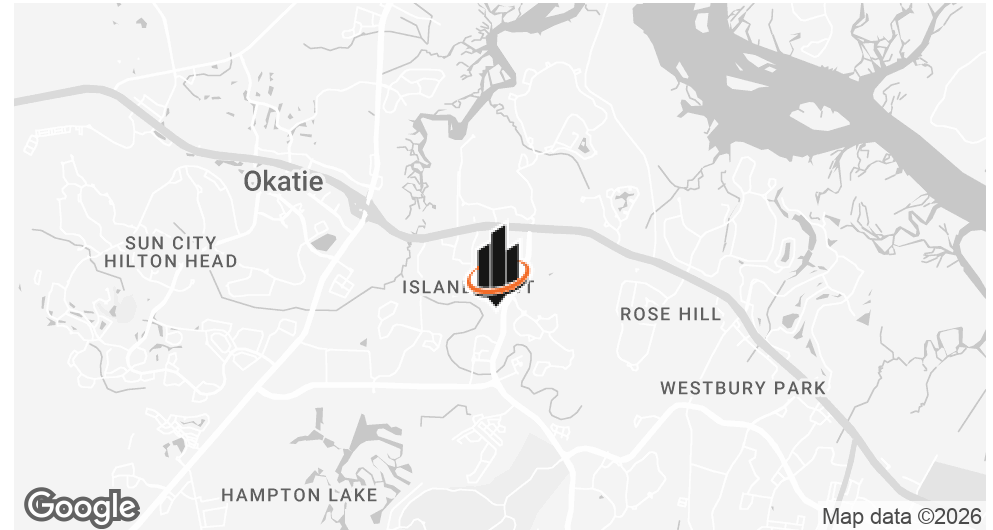 Okatie
SUN CITY
HILTON HEAD
ROSE HILL
WESTBURY PARK
HAMPTON LAKE
Google
Map data ©2026